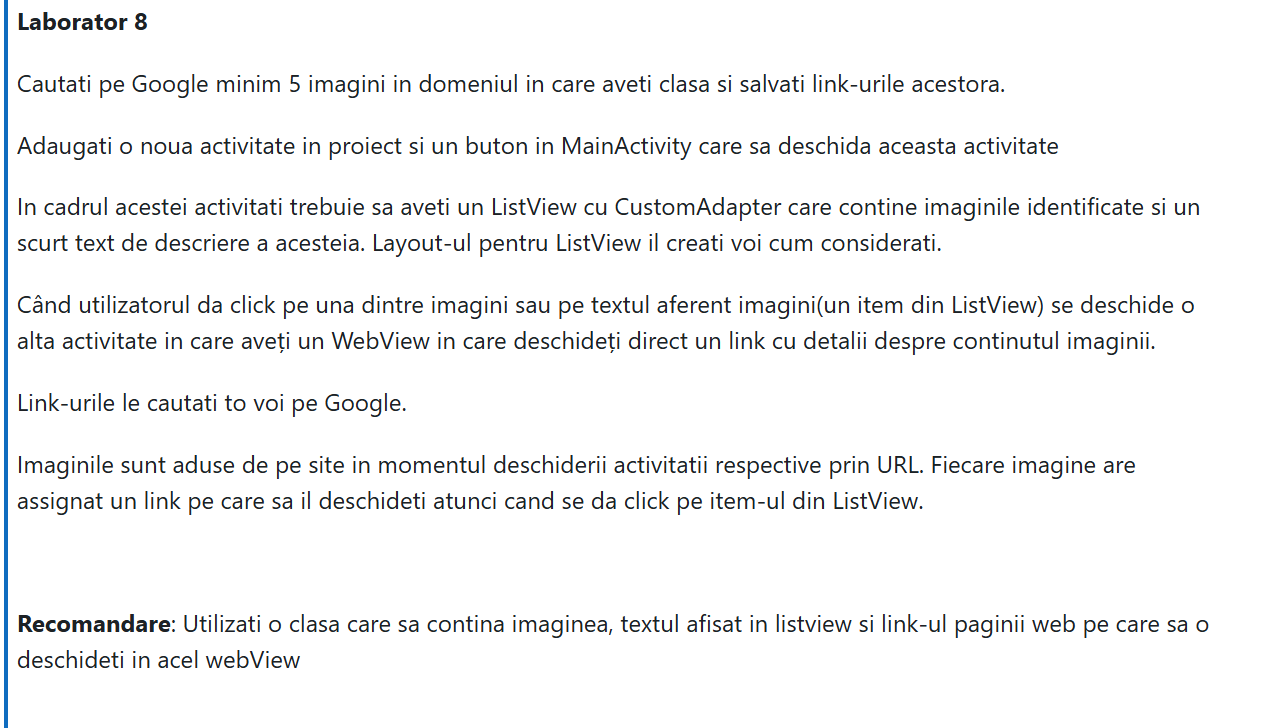 Laborator 8
Cautati pe Google minim 5 imagini in domeniul in care aveti clasa si salvati link-urile acestora.
Adaugati o noua activitate in proiect si un buton in MainActivity care sa deschida aceasta activitate
In cadrul acestei activitati trebuie sa aveti un ListView cu CustomAdapter care contine imaginile identificate si un
scurt text de descriere a acesteia. Layout-ul pentru ListView il creati voi cum considerati.
Când utilizatorul da click pe una dintre imagini sau pe textul aferent imagini(un item din ListView) se deschide o
alta activitate in care aveți un WebView in care deschideți direct un link cu detalii despre continutul imaginii.
Link-urile le cautati to voi pe Google.
Imaginile sunt aduse de pe site in momentul deschiderii activitatii respective prin URL. Fiecare imagine are
assignat un link pe care sa il deschideti atunci cand se da click pe item-ul din ListView.
Recomandare: Utilizati o clasa care sa contina imaginea, textul afisat in listview si link-ul paginii web pe care sa o
deschideti in acel webView